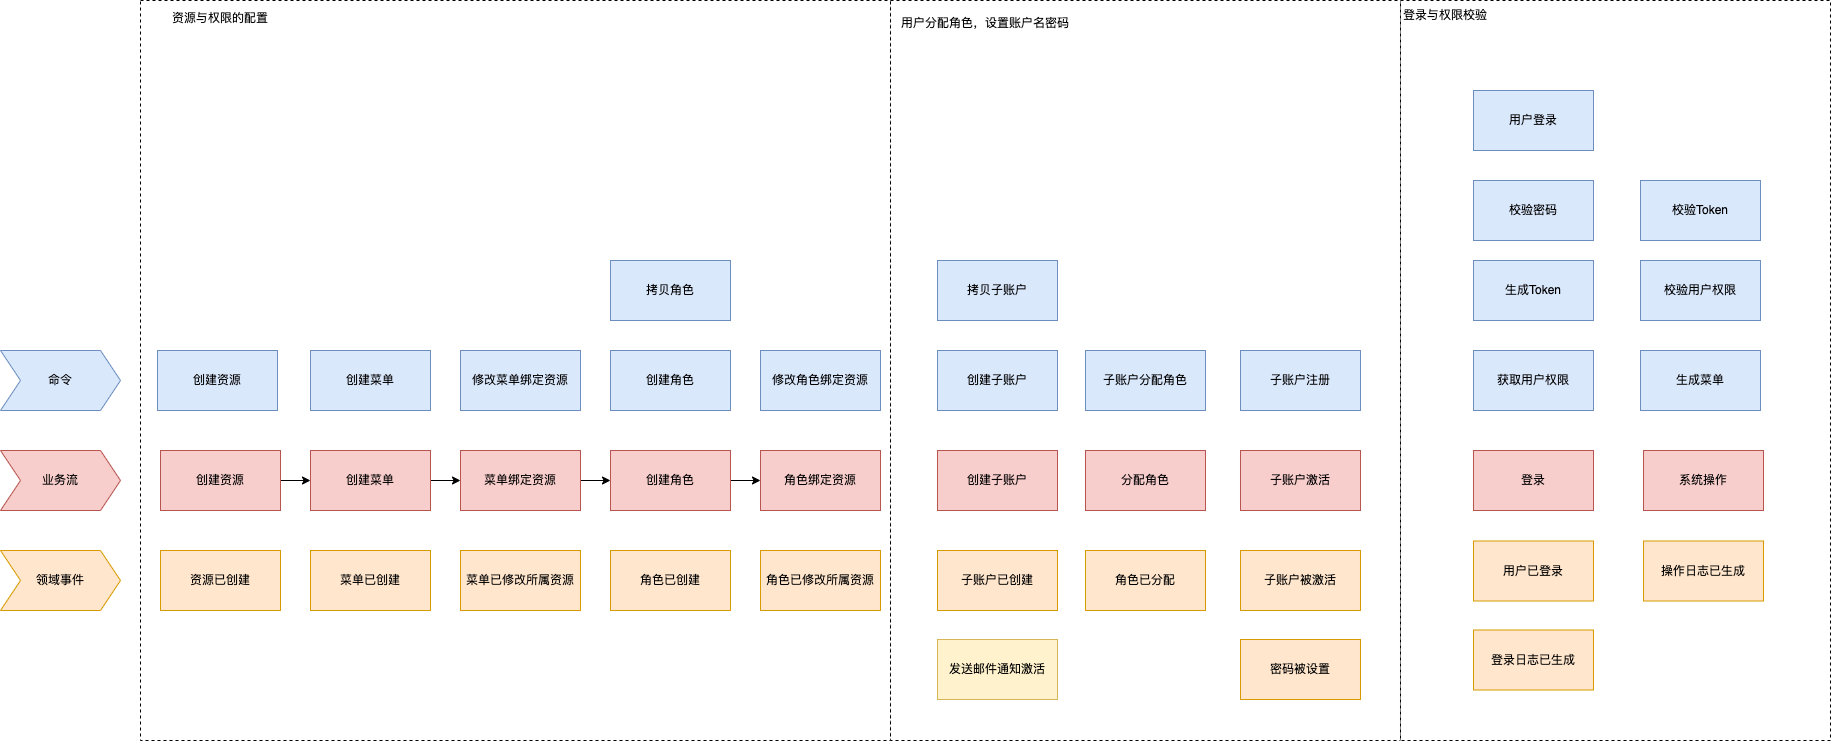 资源与权限的配置
用户分配角色，设置账户名密码
登录与权限校验
用户登录
校验密码
校验Token
拷贝角色
拷贝子账户
生成Token
校验用户权限
命令
创建资源
创建菜单
修改菜单绑定资源
创建角色
修改角色绑定资源
创建子账户
子账户分配角色
子账户注册
获取用户权限
生成菜单
业务流
创建资源
创建菜单
菜单绑定资源
创建角色
角色绑定资源
创建子账户
分配角色
子账户激活
登录
系统操作
领域事件
资源已创建
菜单已创建
菜单已修改所属资源
角色已创建
角色已修改所属资源
子账户已创建
角色已分配
子账户被激活
用户已登录
操作日志已生成
发送邮件通知激活
密码被设置
登录日志已生成